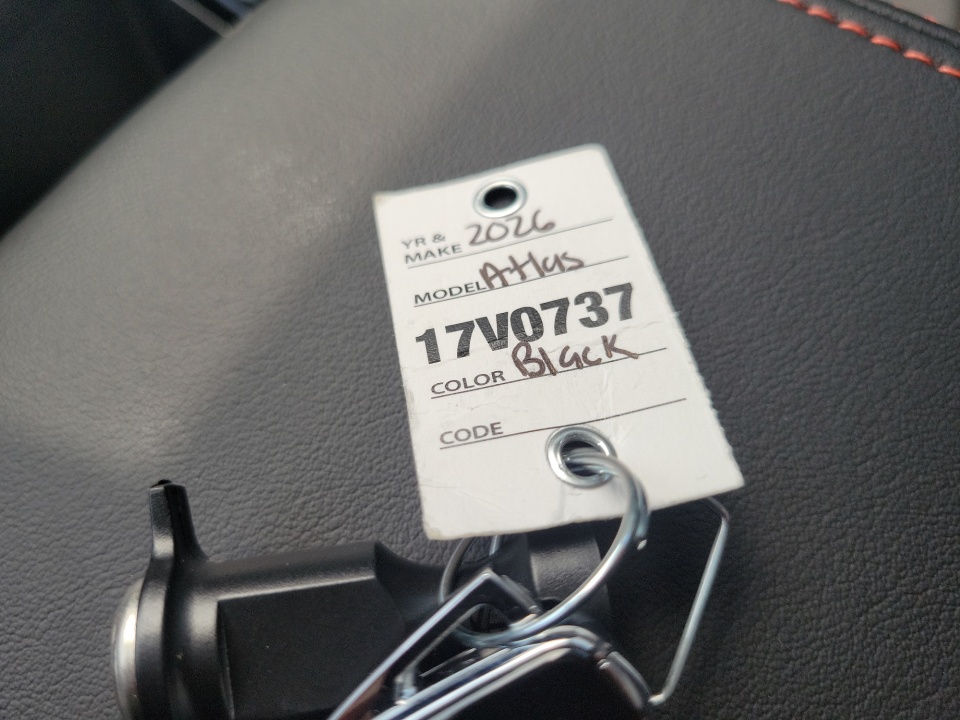 YR &
MAKE 2026
MODEL Atlas
17V0737
COLOR Black
CODE